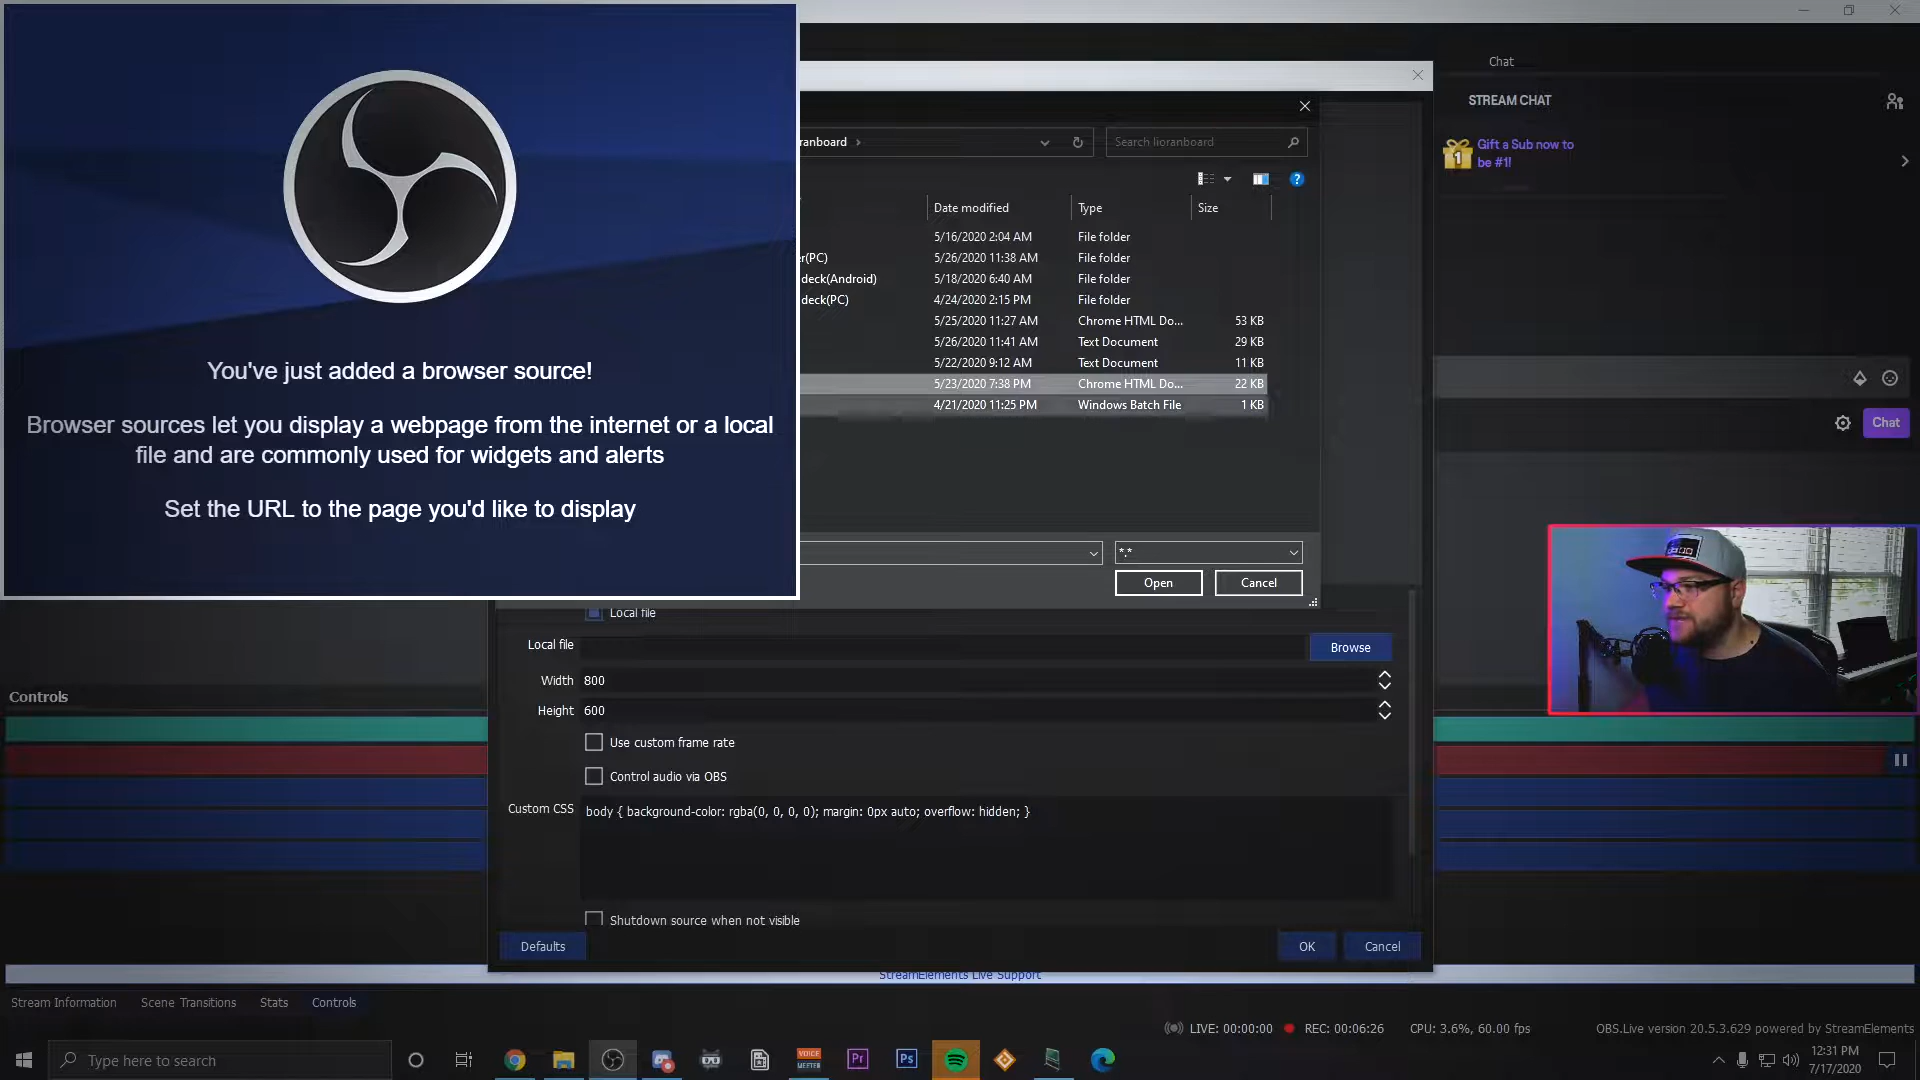 You've just added a browser source!
Browser sources let you display a webpage from the internet or a local
file and are commonly used for widgets and alerts
Set the URL to the page you'd like to display
ranboard
Search lioranboard
Date modified
Type
Size
5/16/2020 2:04 AM
File folder
er(PC)
5/26/2020 11:38 AM
File folder
deck(Android)
5/18/2020 6:40 AM
File folder
deck(PC)
4/24/2020 2:15 PM
File folder
5/25/2020 11:27 AM
Chrome HTML Do...
53 KB
5/26/2020 11:41 AM
Text Document
29 KB
5/22/2020 9:12 AM
Text Document
11 KB
5/23/2020 7:38 PM
Chrome HTML Do...
22 KB
4/21/2020 11:25 PM
Windows Batch File
1 KB
*.*
Open
Cancel
Chat
STREAM CHAT
1
Gift a Sub now to
be #1!
Chat
Local file
Local file
Browse
Width
800
Height
600
Use custom frame rate
Control audio via OBS
Custom CSS
body { background-color: rgba(0, 0, 0, 0); margin: 0px auto; overflow: hidden; }
Shutdown source when not visible
Defaults
OK
Cancel
StreamElements Live Support
Controls
Stream Information
Scene Transitions
Stats
Controls
LIVE: 00:00:00
REC: 00:06:26
CPU: 3.6%, 60.00 fps
OBS.Live version 20.5.3.629 powered by StreamElements
Type here to search
VOICE
MEETER
Pr
Ps
12:31 PM
7/17/2020